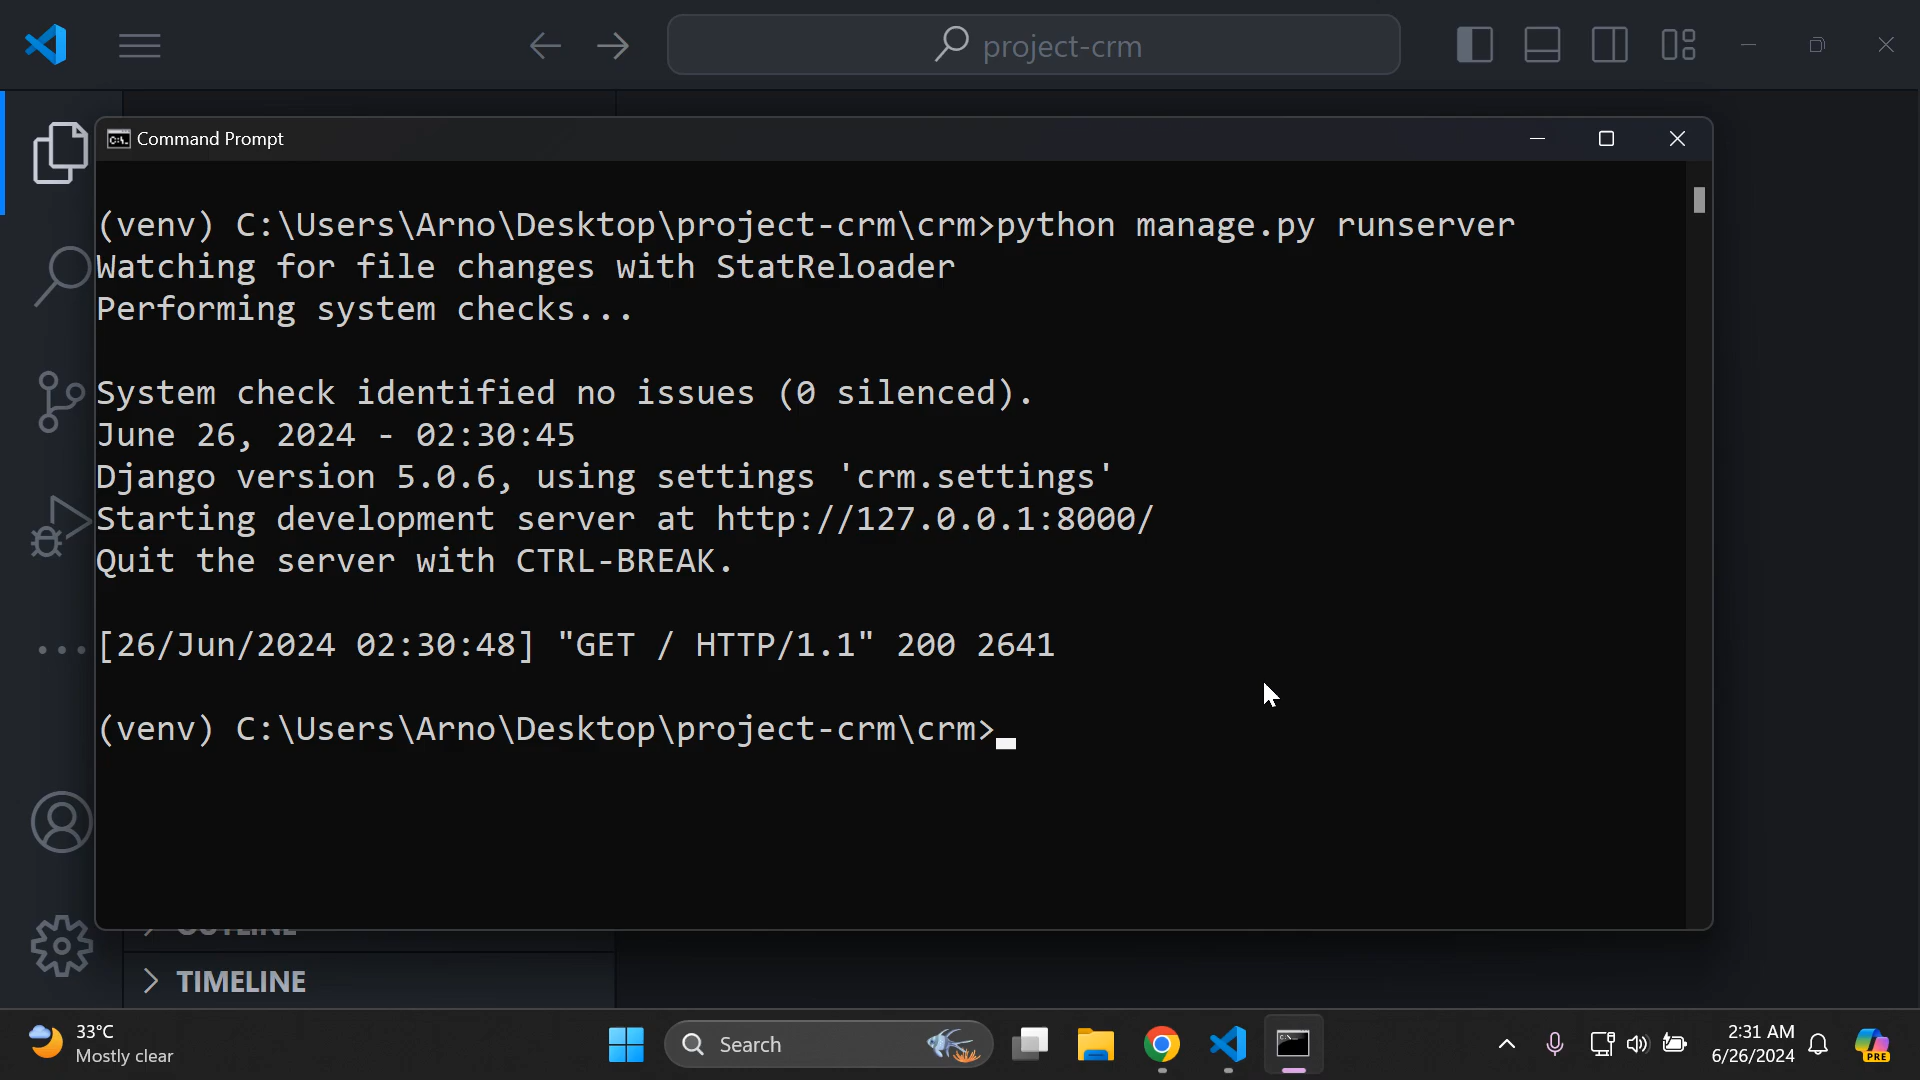 project-crm
Command Prompt
(venv) C:\Users\Arno\Desktop\project-crm\crm>python manage.py runserver
Watching for file changes with StatReloader
Performing system checks...
System check identified no issues (0 silenced).
June 26, 2024 - 02:30:45
Django version 5.0.6, using settings 'crm.settings'
Starting development server at http://127.0.0.1:8000/
Quit the server with CTRL-BREAK.
[26/Jun/2024 02:30:48] "GET / HTTP/1.1" 200 2641
(venv) C:\Users\Arno\Desktop\project-crm\crm>
OUTLINE
TIMELINE
33°C
Mostly clear
Search
2:31 AM
6/26/2024
PRE